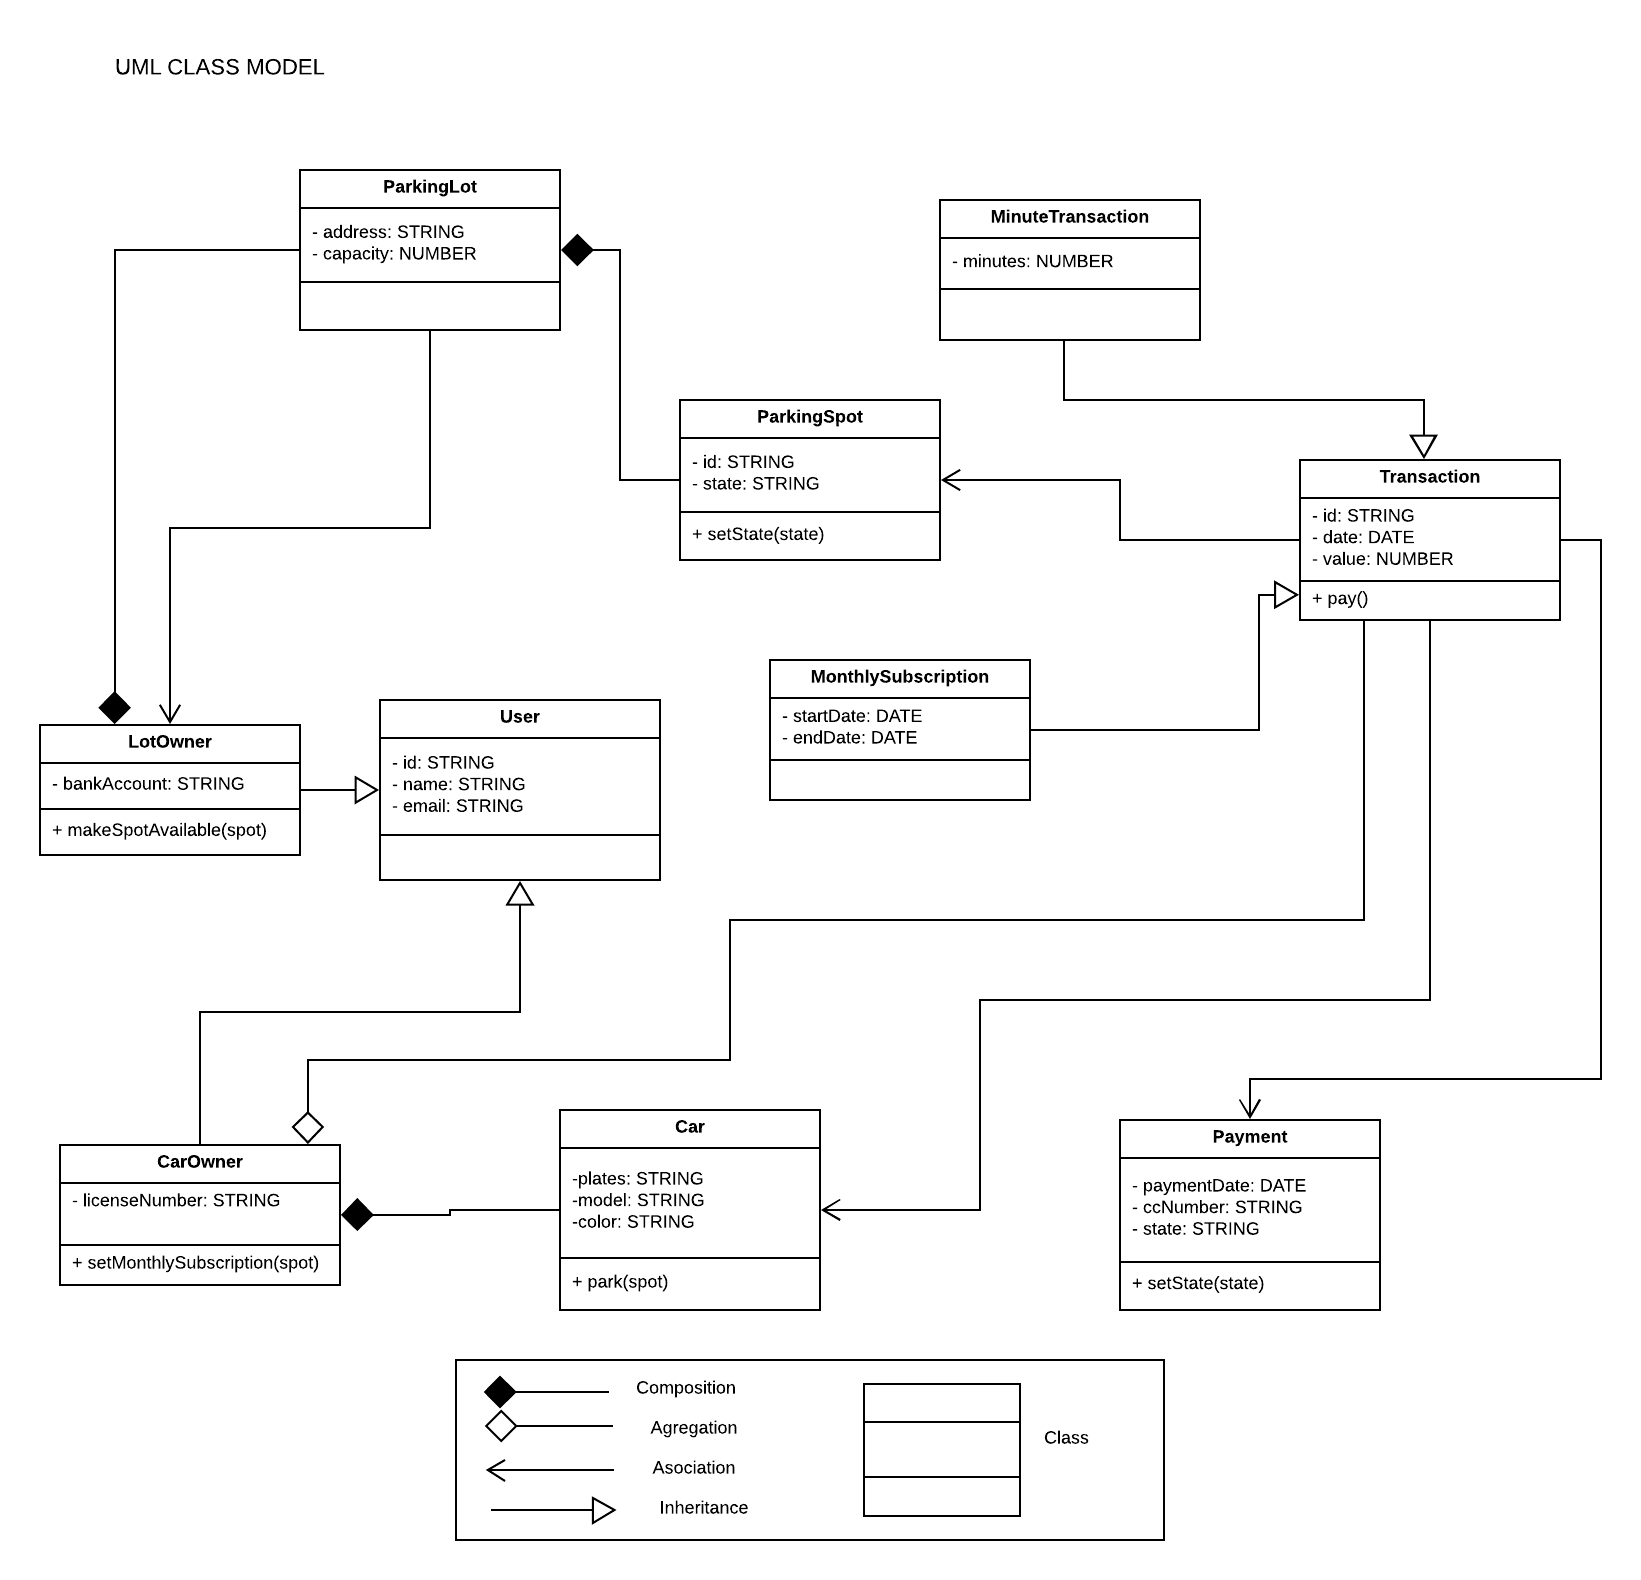 UML CLASS MODEL
ParkingLot
- address: STRING
- capacity: NUMBER
MinuteTransaction
- minutes: NUMBER
ParkingSpot
- id: STRING
- state: STRING
+ setState(state)
Transaction
- id: STRING
- date: DATE
- value: NUMBER
+ pay()
MonthlySubscription
- startDate: DATE
- endDate: DATE
LotOwner
- bankAccount: STRING
+ makeSpotAvailable(spot)
User
- id: STRING
- name: STRING
- email: STRING
CarOwner
- licenseNumber: STRING
+ setMonthlySubscription(spot)
Car
-plates: STRING
-model: STRING
-color: STRING
+ park(spot)
Payment
- paymentDate: DATE
- ccNumber: STRING
- state: STRING
+ setState(state)
Composition
Agregation
Asociation
Inheritance
Class